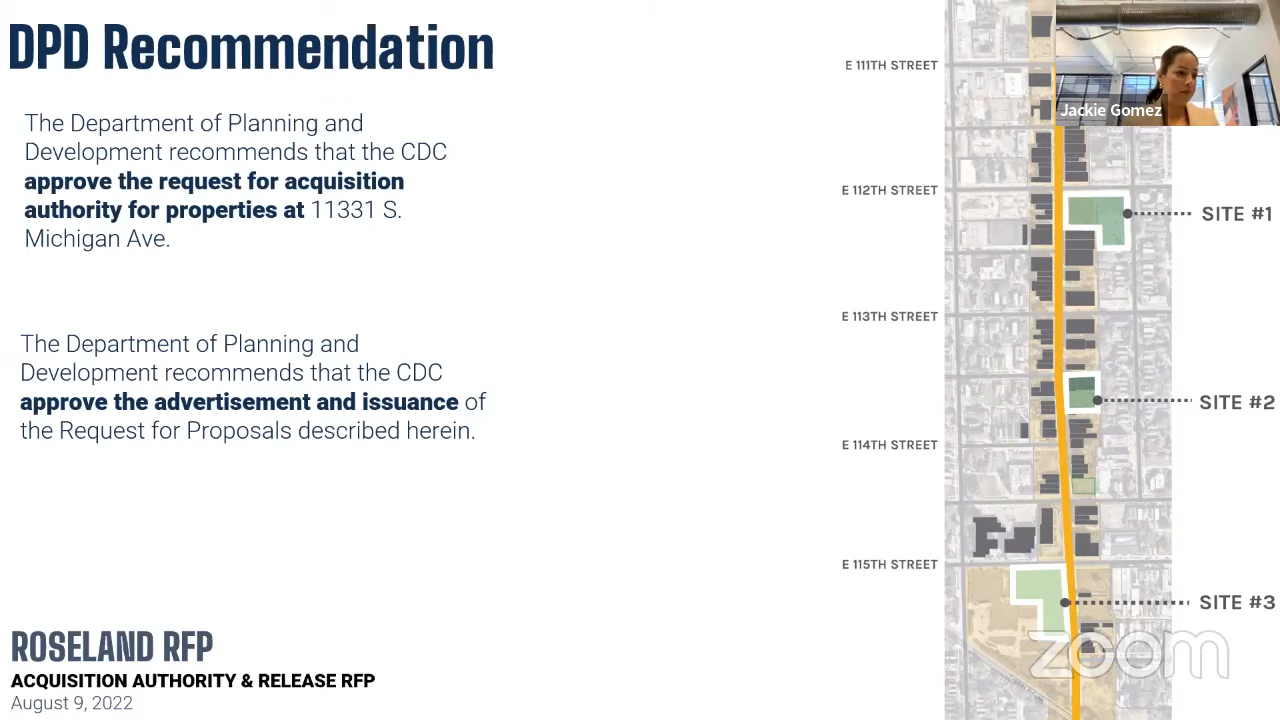 DPD Recommendation
The Department of Planning and
Development recommends that the CDC
approve the request for acquisition
authority for properties at 11331 S.
Michigan Ave.
The Department of Planning and
Development recommends that the CDC
approve the advertisement and issuance of
the Request for Proposals described herein.
ROSELAND RFP
ACQUISITION AUTHORITY & RELEASE RFP
August 9, 2022
E 111TH STREET
Jackie Gomez
E 112TH STREET
SITE #1
E 113TH STREET
SITE #2
E 114TH STREET
E 115TH STREET
SITE #3
zoom